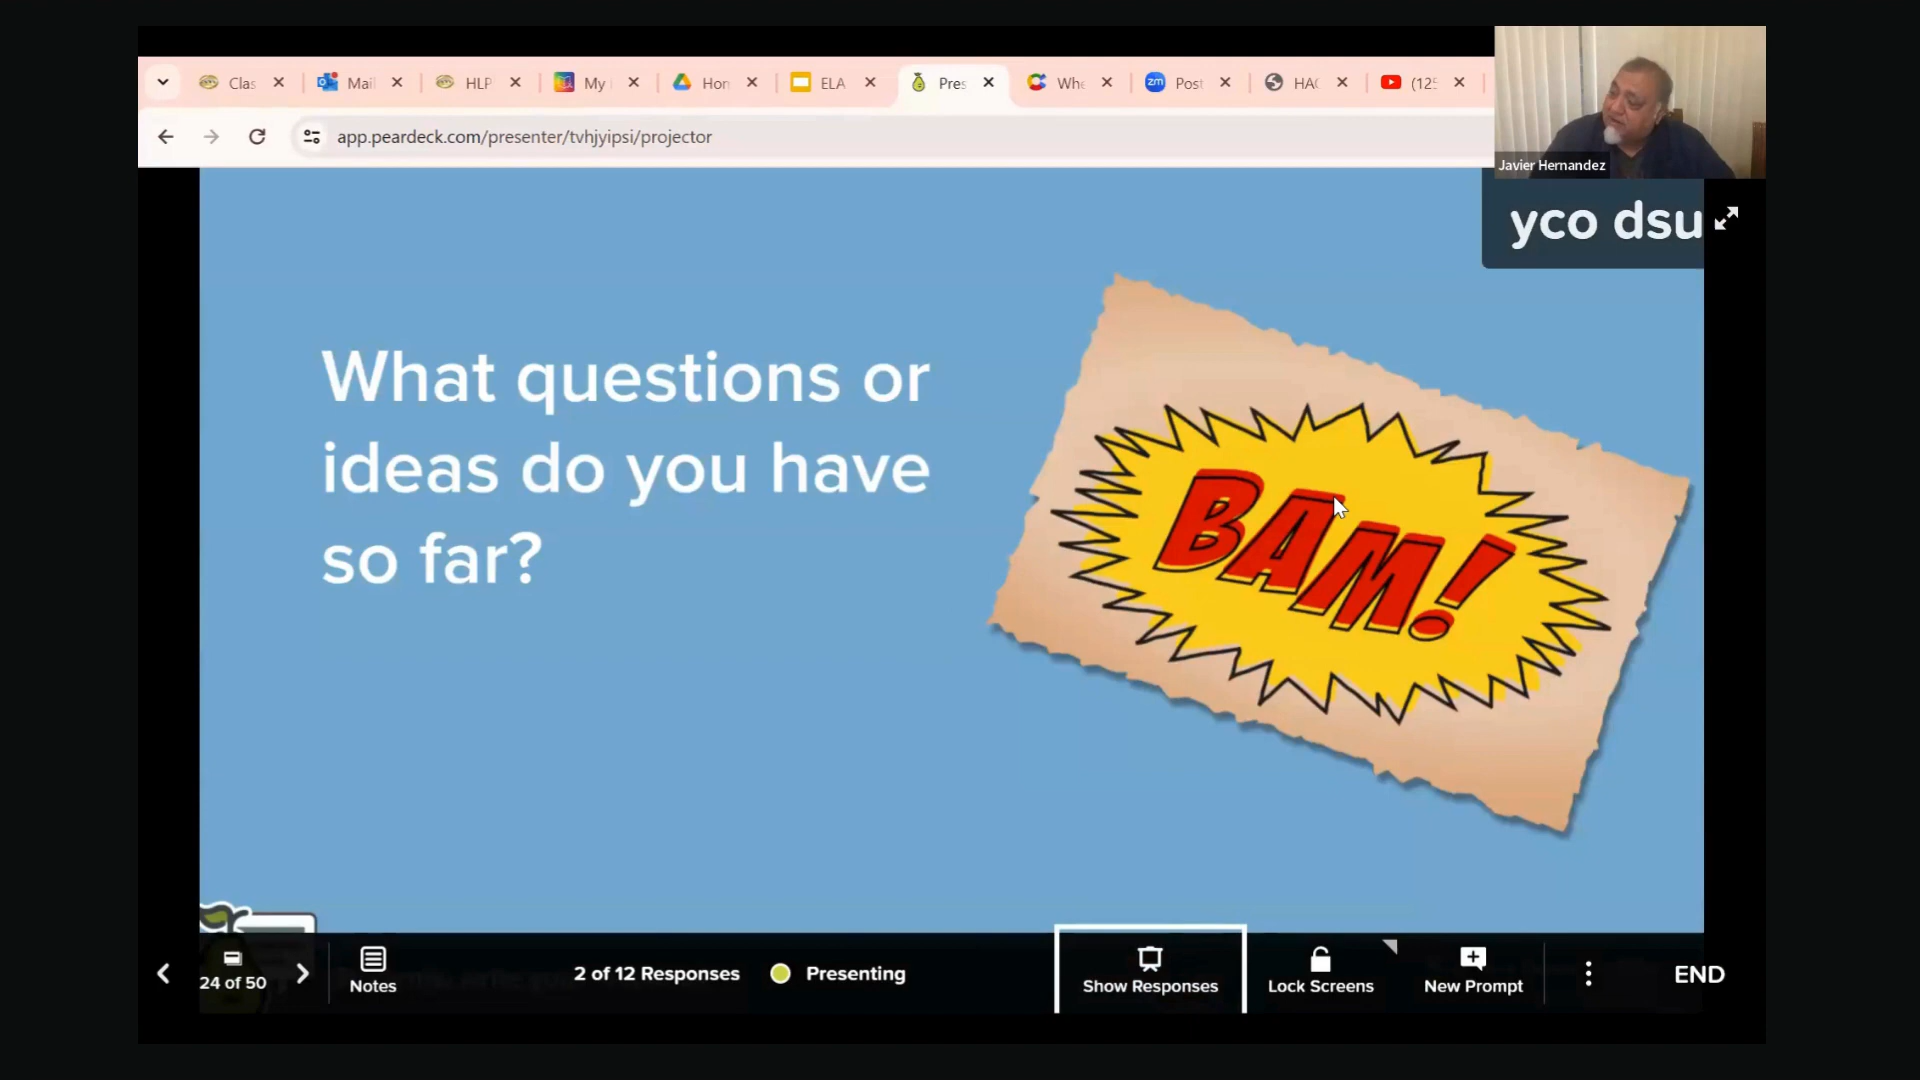 Clas
Mail
HLP
My
Hon
ELA
Pres
Whe
Post
HAC
(125
app.peardeck.com/presenter/tvhjyipsi/projector
Javier Hernandez
yco dsu
What questions or
ideas do you have
so far?
BAM!
24 of 50
Notes
2 of 12 Responses
Presenting
Show Responses
Lock Screens
New Prompt
END